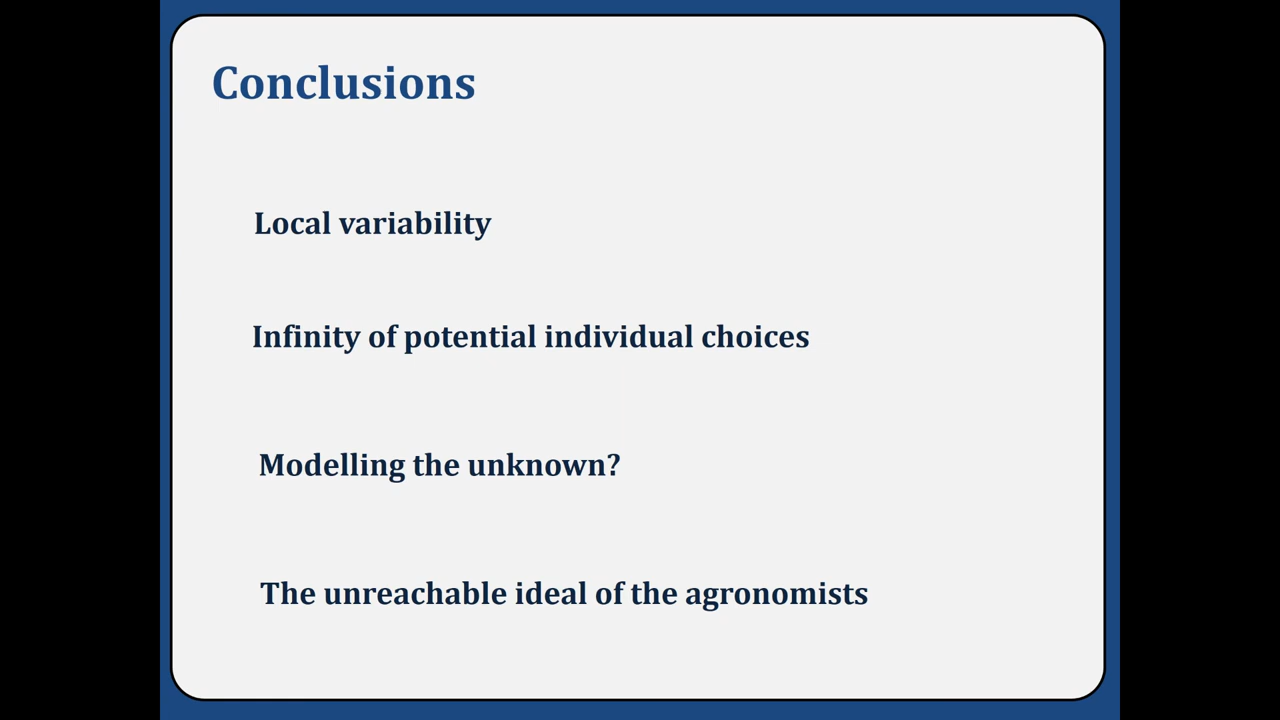 Conclusions
Local variability
Infinity of potential individual choices
Modelling the unknown?
The unreachable ideal of the agronomists